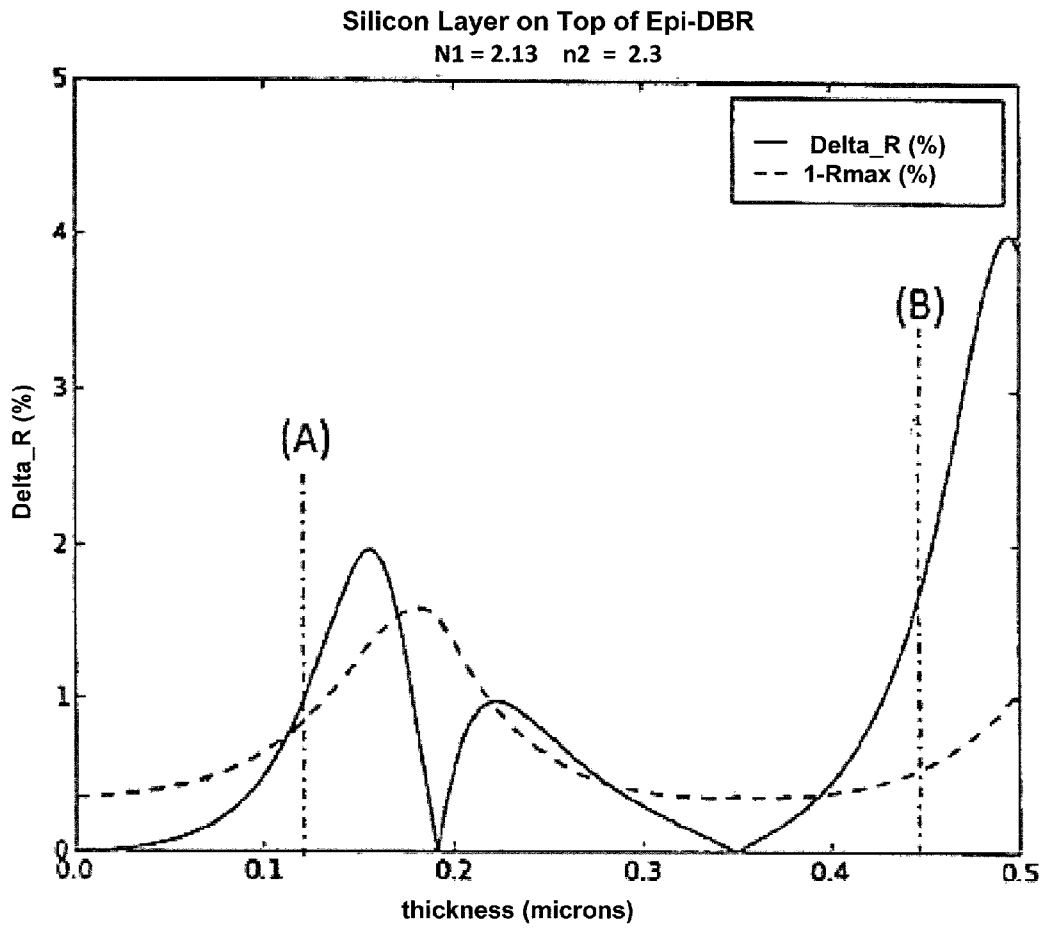 Silicon Layer on Top of Epi-DBR
N1 = 2.13 n2 = 2.3
5
4
3
2
1
0
Delta_R (%)
Delta_R (%)
1-Rmax (%)
(A)
(B)
0.0 0.1 0.2 0.3 0.4 0.5
thickness (microns)